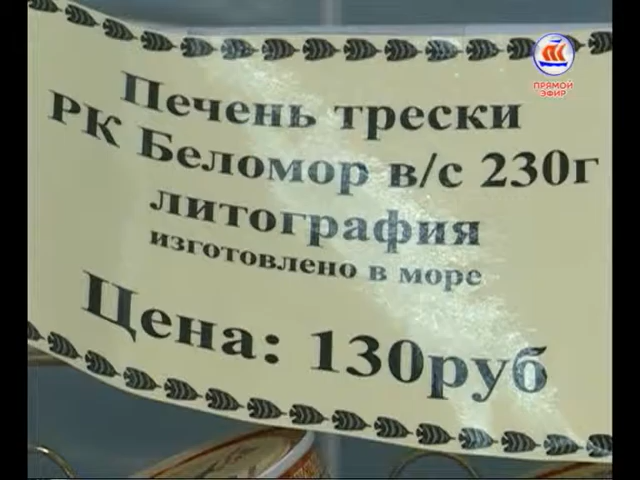 Печень трески
РК Беломор в/с 230г
литография
изготовлено в море
Цена: 130руб
ПРЯМОЙ
ЭФИР